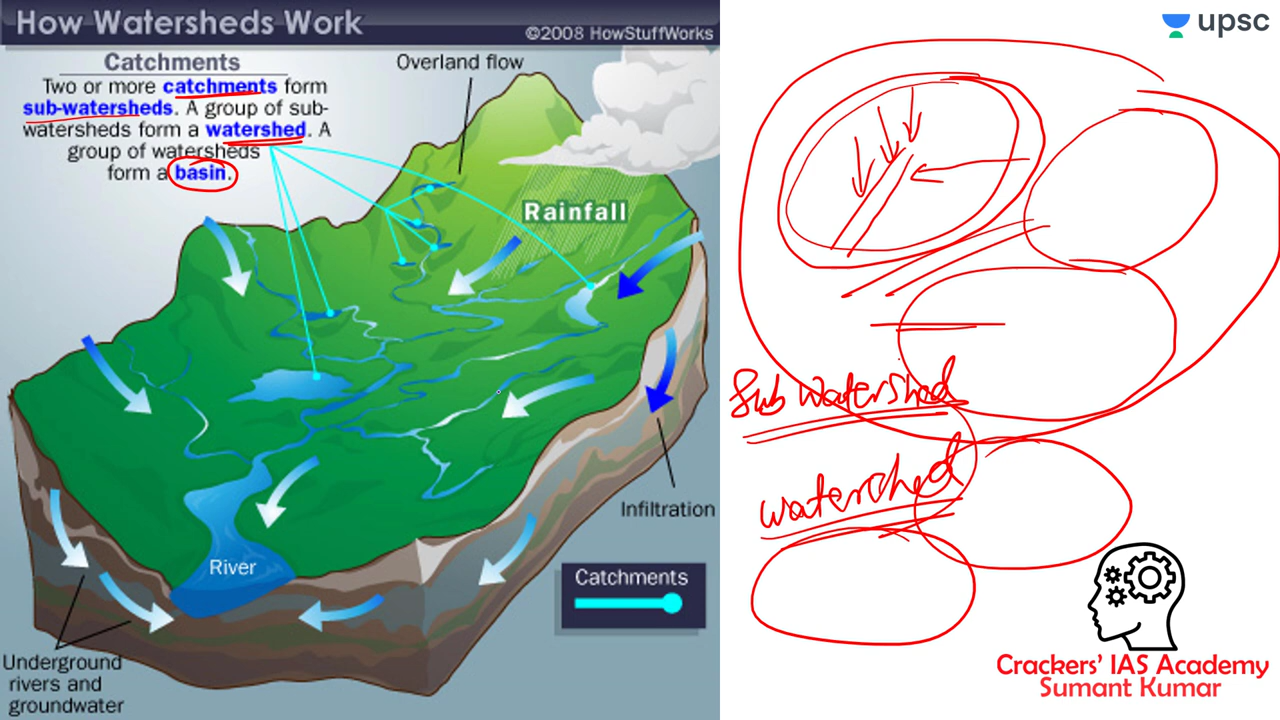 How Watersheds Work
©2008 HowStuffWorks
Catchments
Two or more catchments form
sub-watersheds. A group of sub-
watersheds form a watershed. A
group of watersheds
form a basin.
Overland flow
Rainfall
Infiltration
River
Catchments
Underground
rivers and
groundwater
upsc
Sub Watershed
watershed
Crackers' IAS Academy
Sumant Kumar